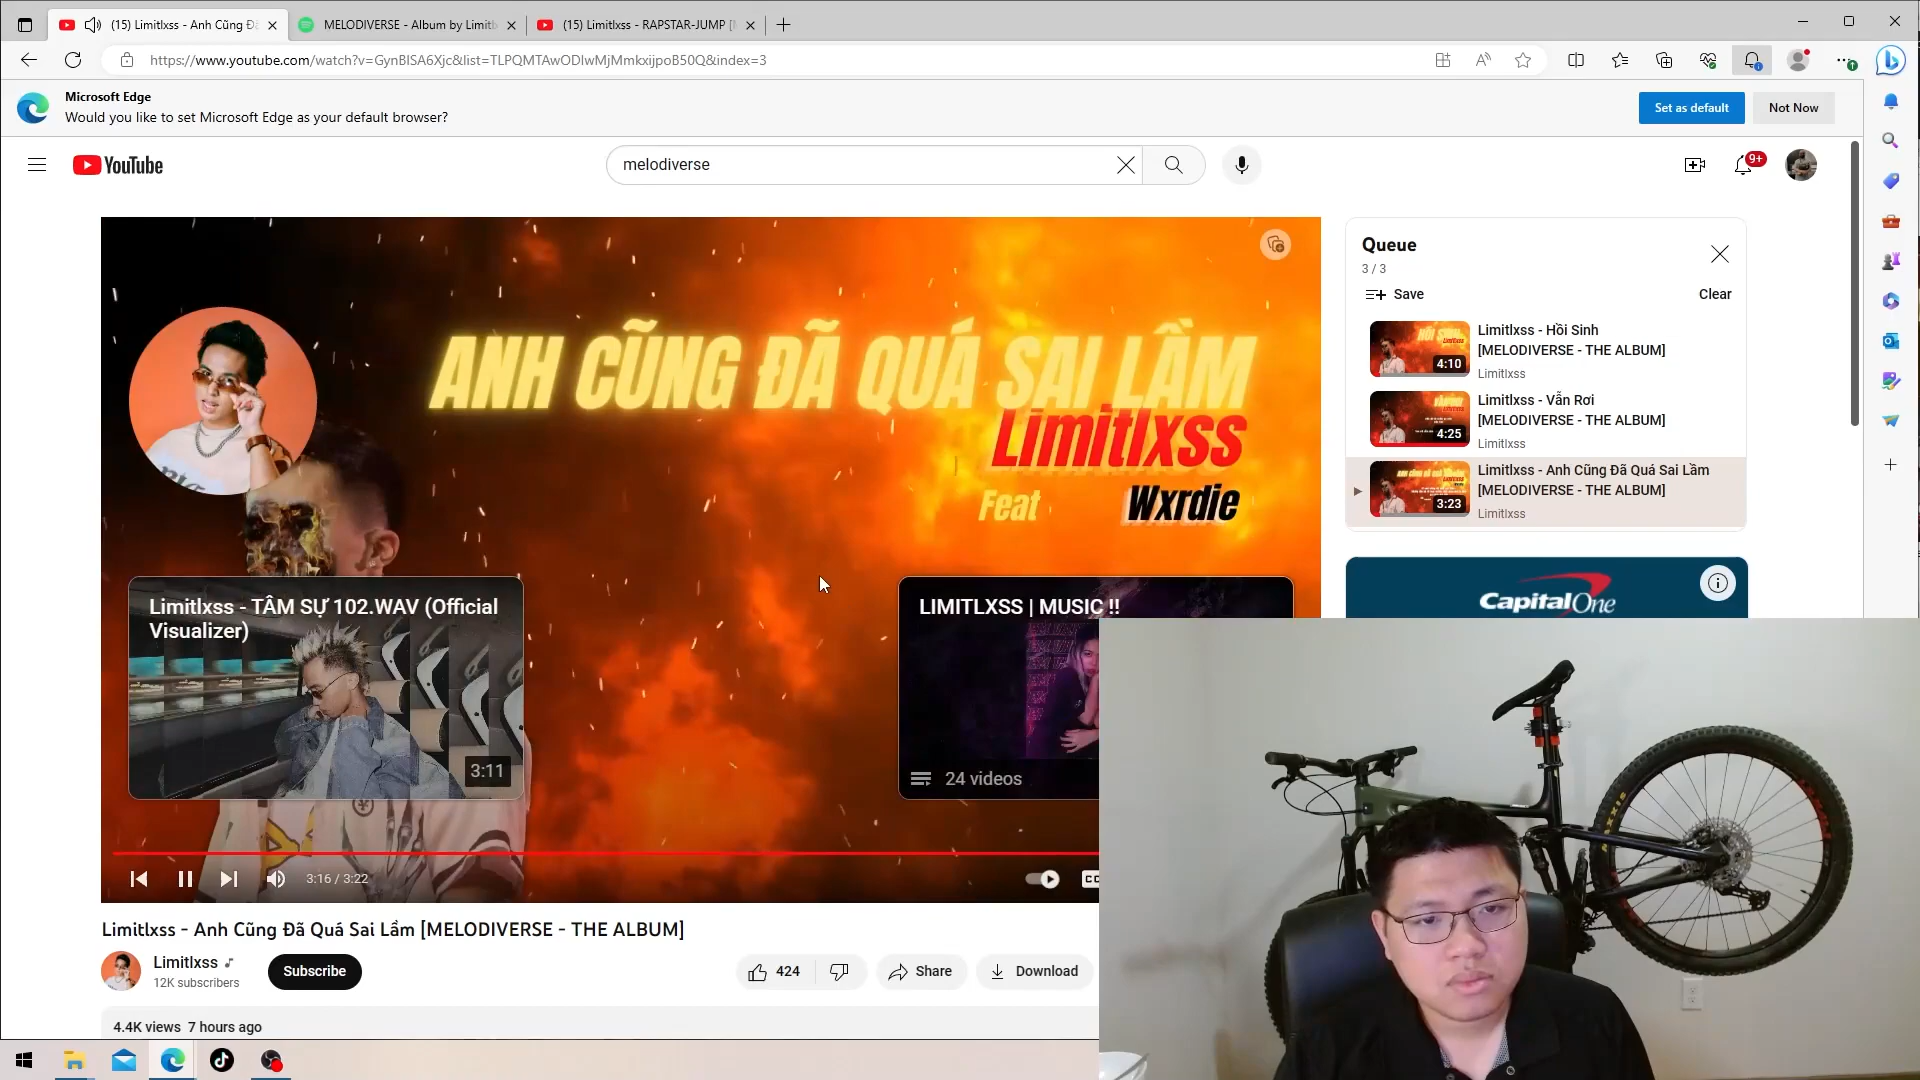 (15) Limitlxss - Anh Cũng Đã
MELODIVERSE - Album by Limitl
(15) Limitlxss - RAPSTAR-JUMP [
https://www.youtube.com/watch?v=GynBISA6Xjc&list=TLPQMTAwODIwMjMmkxijpoB50Q&index=3
Microsoft Edge
Would you like to set Microsoft Edge as your default browser?
Set as default
Not Now
YouTube
melodiverse
9+
ANH CŨNG ĐÃ QUÁ SAI LẦM
Limitlxss
Feat Wxrdie
Limitlxss - TÂM SỰ 102.WAV (Official
Visualizer)
3:11
LIMITLXSS | MUSIC !!
24 videos
3:16 / 3:22
Queue
3 / 3
Save
Clear
Limitlxss - Hồi Sinh
[MELODIVERSE - THE ALBUM]
Limitlxss
4:10
Limitlxss - Vẫn Rơi
[MELODIVERSE - THE ALBUM]
Limitlxss
4:25
Limitlxss - Anh Cũng Đã Quá Sai Lầm
[MELODIVERSE - THE ALBUM]
Limitlxss
3:23
Capital One
MAXXIS
Limitlxss - Anh Cũng Đã Quá Sai Lầm [MELODIVERSE - THE ALBUM]
Limitlxss
12K subscribers
Subscribe
424
Share
Download
4.4K views 7 hours ago